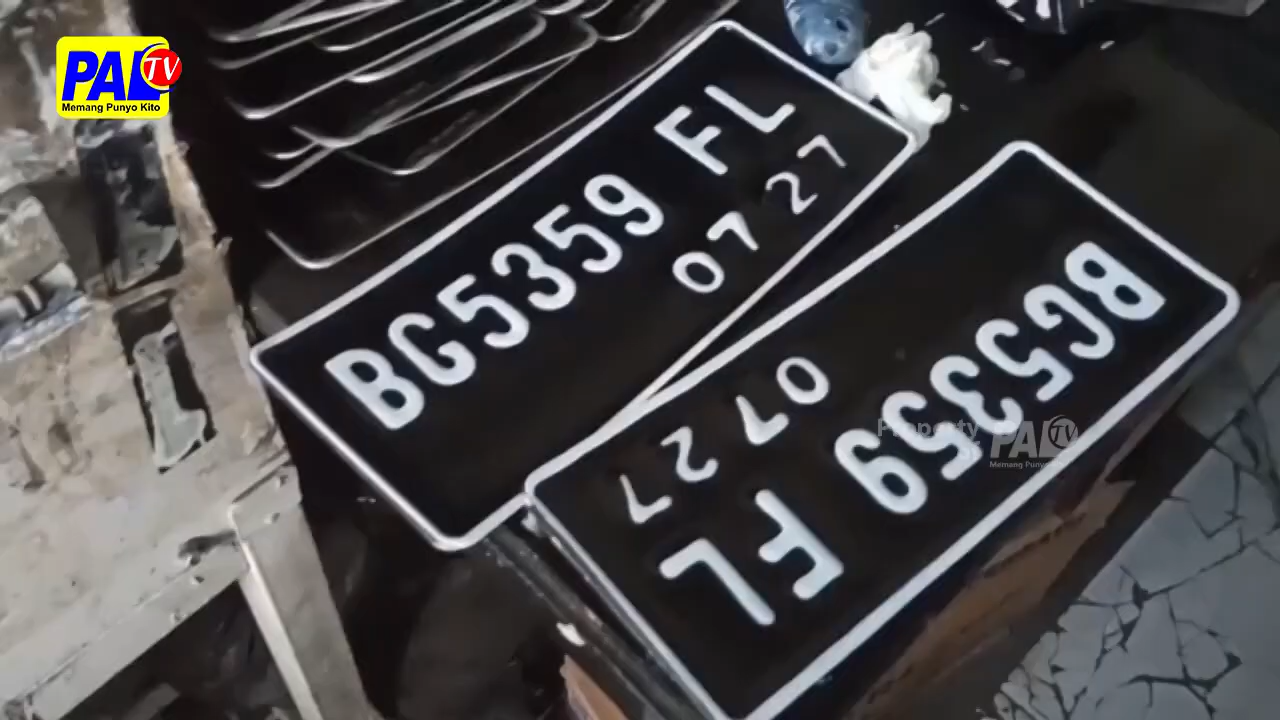 PAL TV
Memang Punyo Kito
BG5359 FL
07 27
BG5359 FL
07 27
Property
PAL TV
Memang Punyo